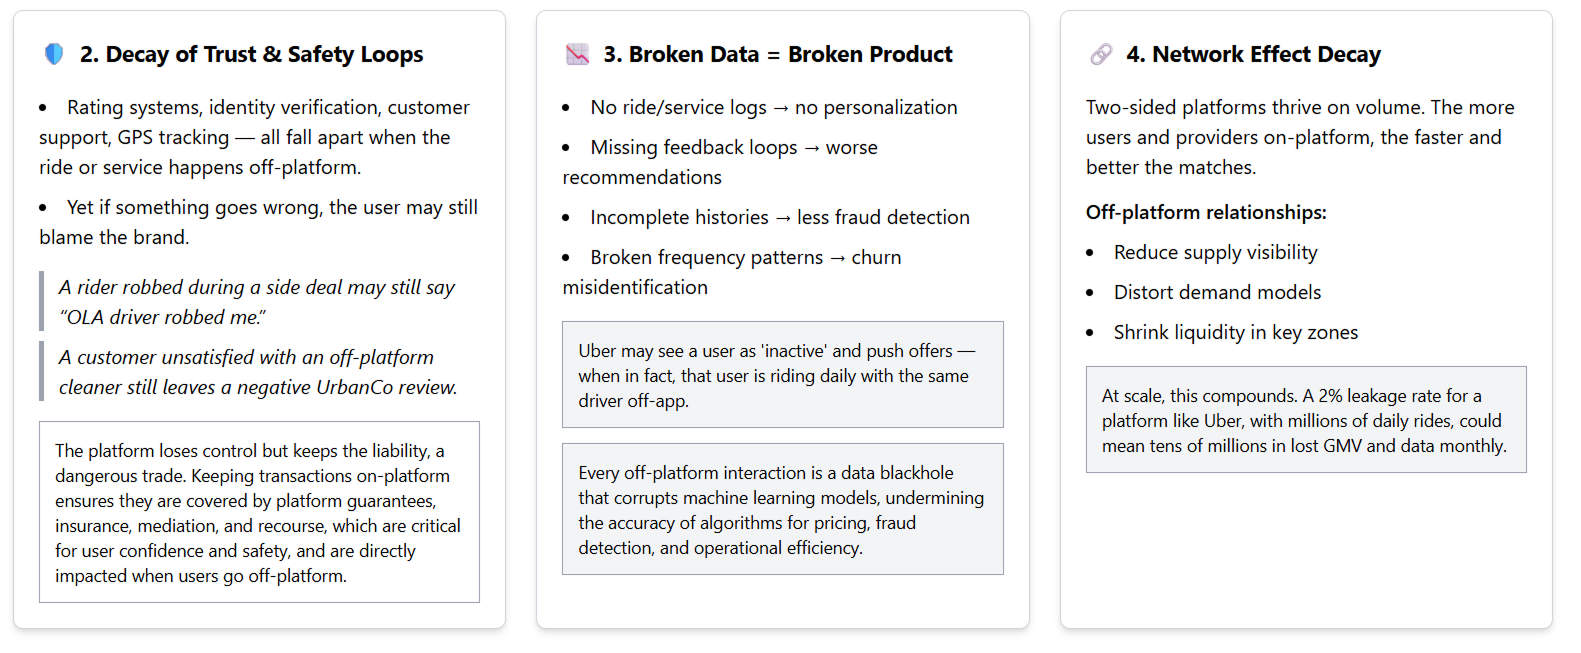 2. Decay of Trust & Safety Loops
• Rating systems, identity verification, customer
support, GPS tracking — all fall apart when the
ride or service happens off-platform.
• Yet if something goes wrong, the user may still
blame the brand.
A rider robbed during a side deal may still say
“OLA driver robbed me.”
A customer unsatisfied with an off-platform
cleaner still leaves a negative UrbanCo review.
The platform loses control but keeps the liability, a
dangerous trade. Keeping transactions on-platform
ensures they are covered by platform guarantees,
insurance, mediation, and recourse, which are critical
for user confidence and safety, and are directly
impacted when users go off-platform.
3. Broken Data = Broken Product
• No ride/service logs → no personalization
• Missing feedback loops → worse
recommendations
• Incomplete histories → less fraud detection
• Broken frequency patterns → churn
misidentification
Uber may see a user as 'inactive' and push offers —
when in fact, that user is riding daily with the same
driver off-app.
Every off-platform interaction is a data blackhole
that corrupts machine learning models, undermining
the accuracy of algorithms for pricing, fraud
detection, and operational efficiency.
4. Network Effect Decay
Two-sided platforms thrive on volume. The more
users and providers on-platform, the faster and
better the matches.
Off-platform relationships:
• Reduce supply visibility
• Distort demand models
• Shrink liquidity in key zones
At scale, this compounds. A 2% leakage rate for a
platform like Uber, with millions of daily rides, could
mean tens of millions in lost GMV and data monthly.